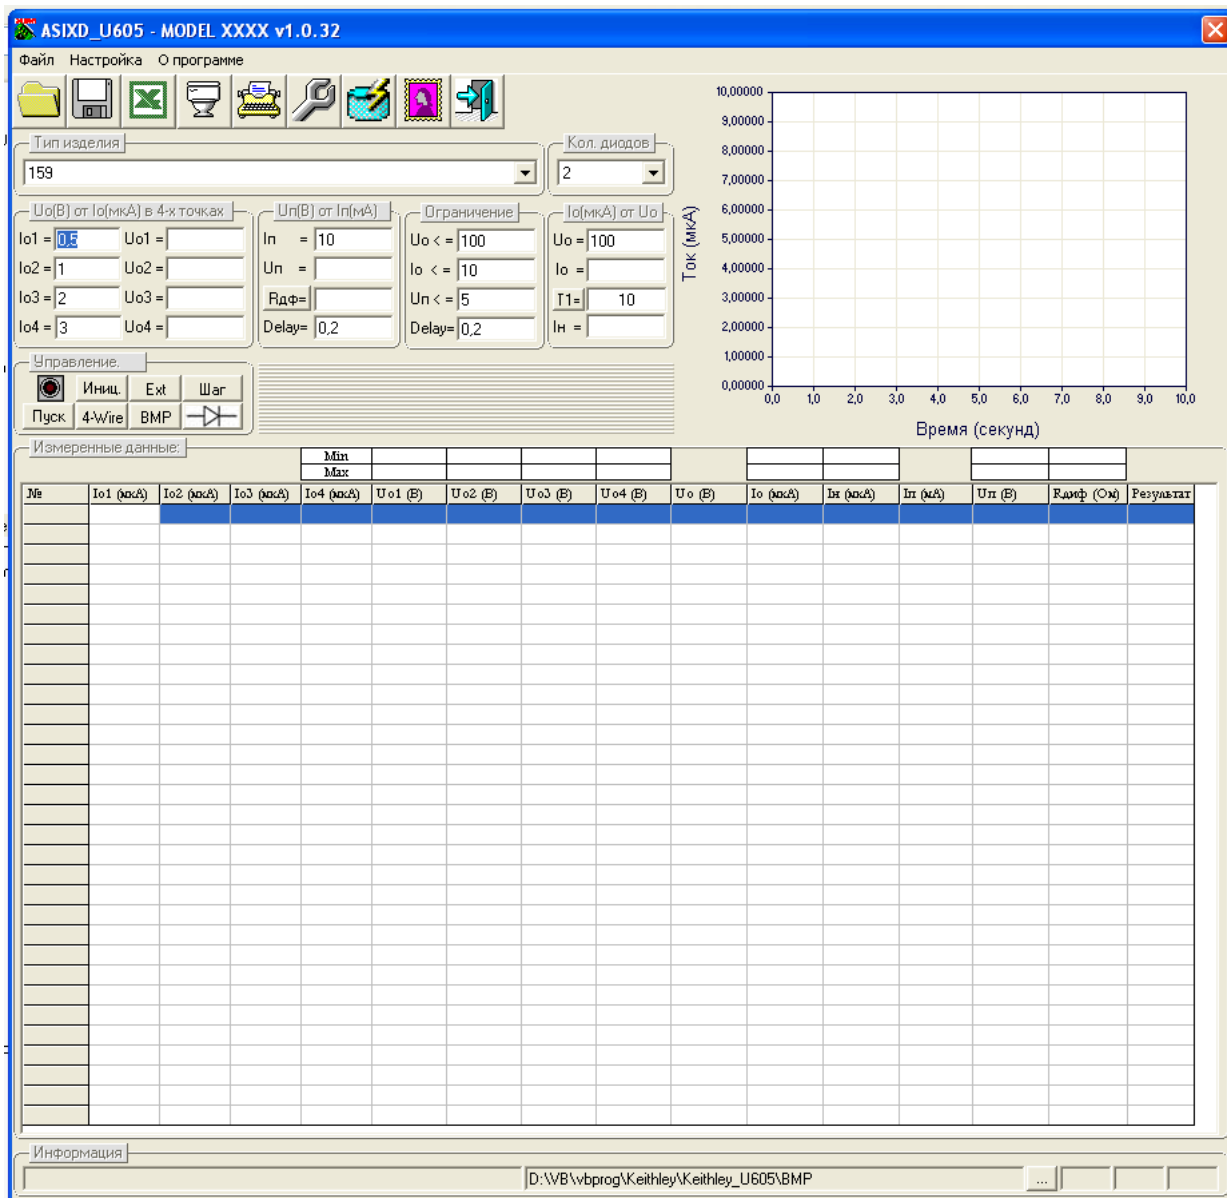 ASIXD_U605 - MODEL XXXX v1.0.32
Файл Настройка О программе
Тип изделия Кол. диодов
159 2
Uo(В) от Io(мкА) в 4-х точках Uп(В) от Iп(мА) Ограничение Io(мкА) от Uo
Io1 = 0,5 Uo1 = Iп = 10 Uo < = 100 Uo = 100
Io2 = 1 Uo2 = Uп = Io < = 10 Io =
Io3 = 2 Uo3 = Rдф= Uп < = 5 T1= 10
Io4 = 3 Uo4 = Delay= 0,2 Delay= 0,2 Iн =
10,00000
9,00000
8,00000
7,00000
6,00000
5,00000
4,00000
3,00000
2,00000
1,00000
0,00000
Ток (мкА)
0,0 1,0 2,0 3,0 4,0 5,0 6,0 7,0 8,0 9,0 10,0
Время (секунд)
Управление.
Иниц. Ext Шаг
Пуск 4-Wire BMP
Измеренные данные:
Min
Max
№ Io1 (мкА) Io2 (мкА) Io3 (мкА) Io4 (мкА) Uo1 (В) Uo2 (В) Uo3 (В) Uo4 (В) Uo (В) Io (мкА) Iн (мкА) Iп (мА) Uп (В) Rдиф (Ом) Результат
Информация
D:\VB\vbprog\Keithley\Keithley_U605\BMP ...